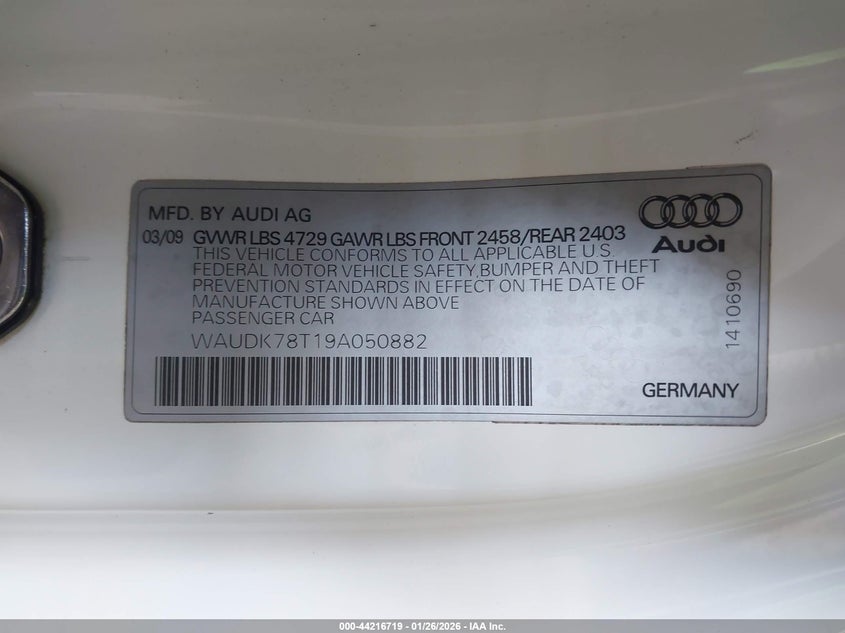 MFD. BY AUDI AG
03/09 GVWR LBS 4729 GAWR LBS FRONT 2458/REAR 2403
THIS VEHICLE CONFORMS TO ALL APPLICABLE U.S.
FEDERAL MOTOR VEHICLE SAFETY,BUMPER AND THEFT
PREVENTION STANDARDS IN EFFECT ON THE DATE OF
MANUFACTURE SHOWN ABOVE
PASSENGER CAR
WAUDK78T19A050882
Audi
1410690
GERMANY
000-44216719 - 01/26/2026 - IAA Inc.